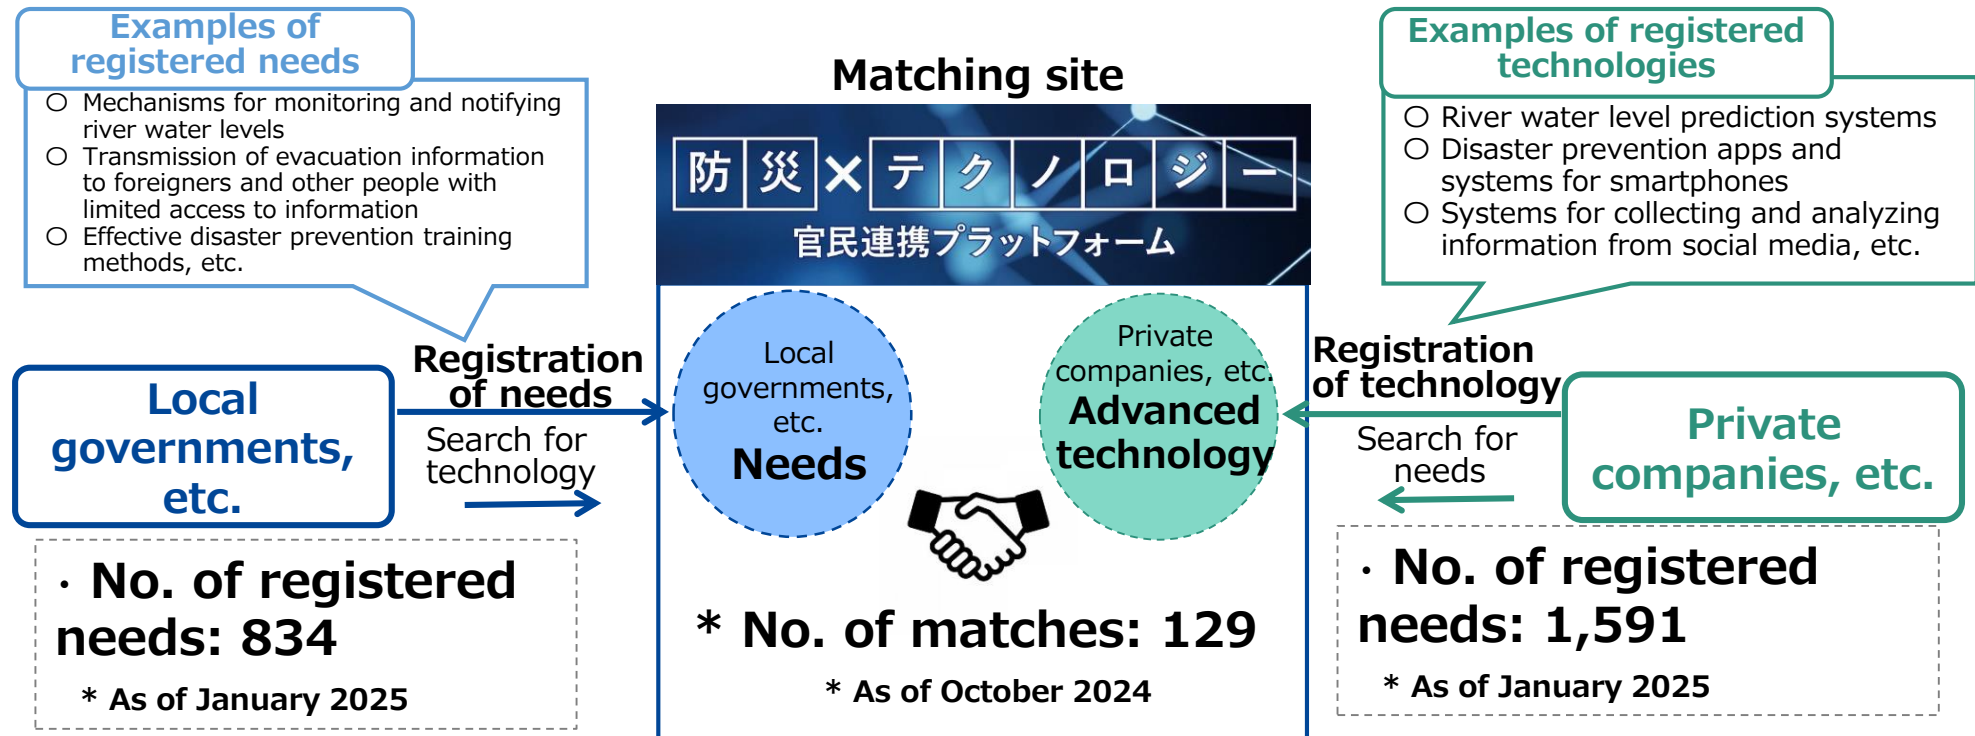 Examples of
registered needs
○ Mechanisms for monitoring and notifying
river water levels
○ Transmission of evacuation information
to foreigners and other people with
limited access to information
○ Effective disaster prevention training
methods, etc.
Local
governments,
etc.
Registration
of needs
Search for
technology
· No. of registered
needs: 834
* As of January 2025
Matching site
防災×テクノロジー
官民連携プラットフォーム
Local
governments,
etc.
Needs
Private
companies, etc.
Advanced
technology
* No. of matches: 129
* As of October 2024
Examples of registered
technologies
○ River water level prediction systems
○ Disaster prevention apps and
systems for smartphones
○ Systems for collecting and analyzing
information from social media, etc.
Registration
of technology
Search for
needs
Private
companies, etc.
· No. of registered
needs: 1,591
* As of January 2025